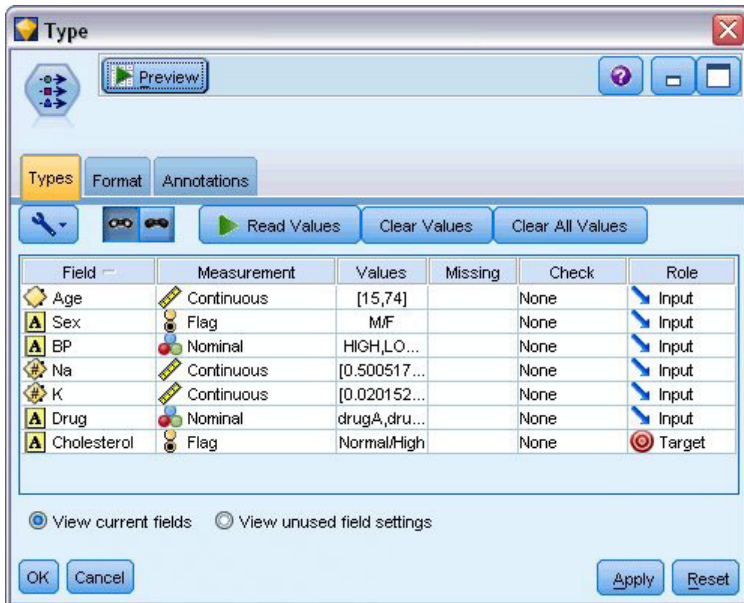 Type
Preview
Types Format Annotations
Read Values Clear Values Clear All Values
Field Measurement Values Missing Check Role
Age Continuous [15,74] None Input
A Sex Flag M/F None Input
A BP Nominal HIGH,LO... None Input
# Na Continuous [0.500517... None Input
# K Continuous [0.020152... None Input
A Drug Nominal drugA,dru... None Input
A Cholesterol Flag Normal/High None Target
View current fields View unused field settings
OK Cancel Apply Reset